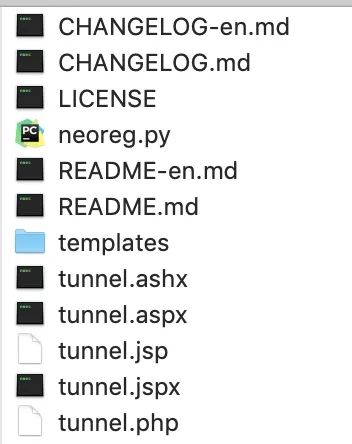 CHANGELOG-en.md
CHANGELOG.md
LICENSE
PC
neoreg.py
README-en.md
README.md
templates
tunnel.ashx
tunnel.aspx
tunnel.jsp
tunnel.jspx
tunnel.php